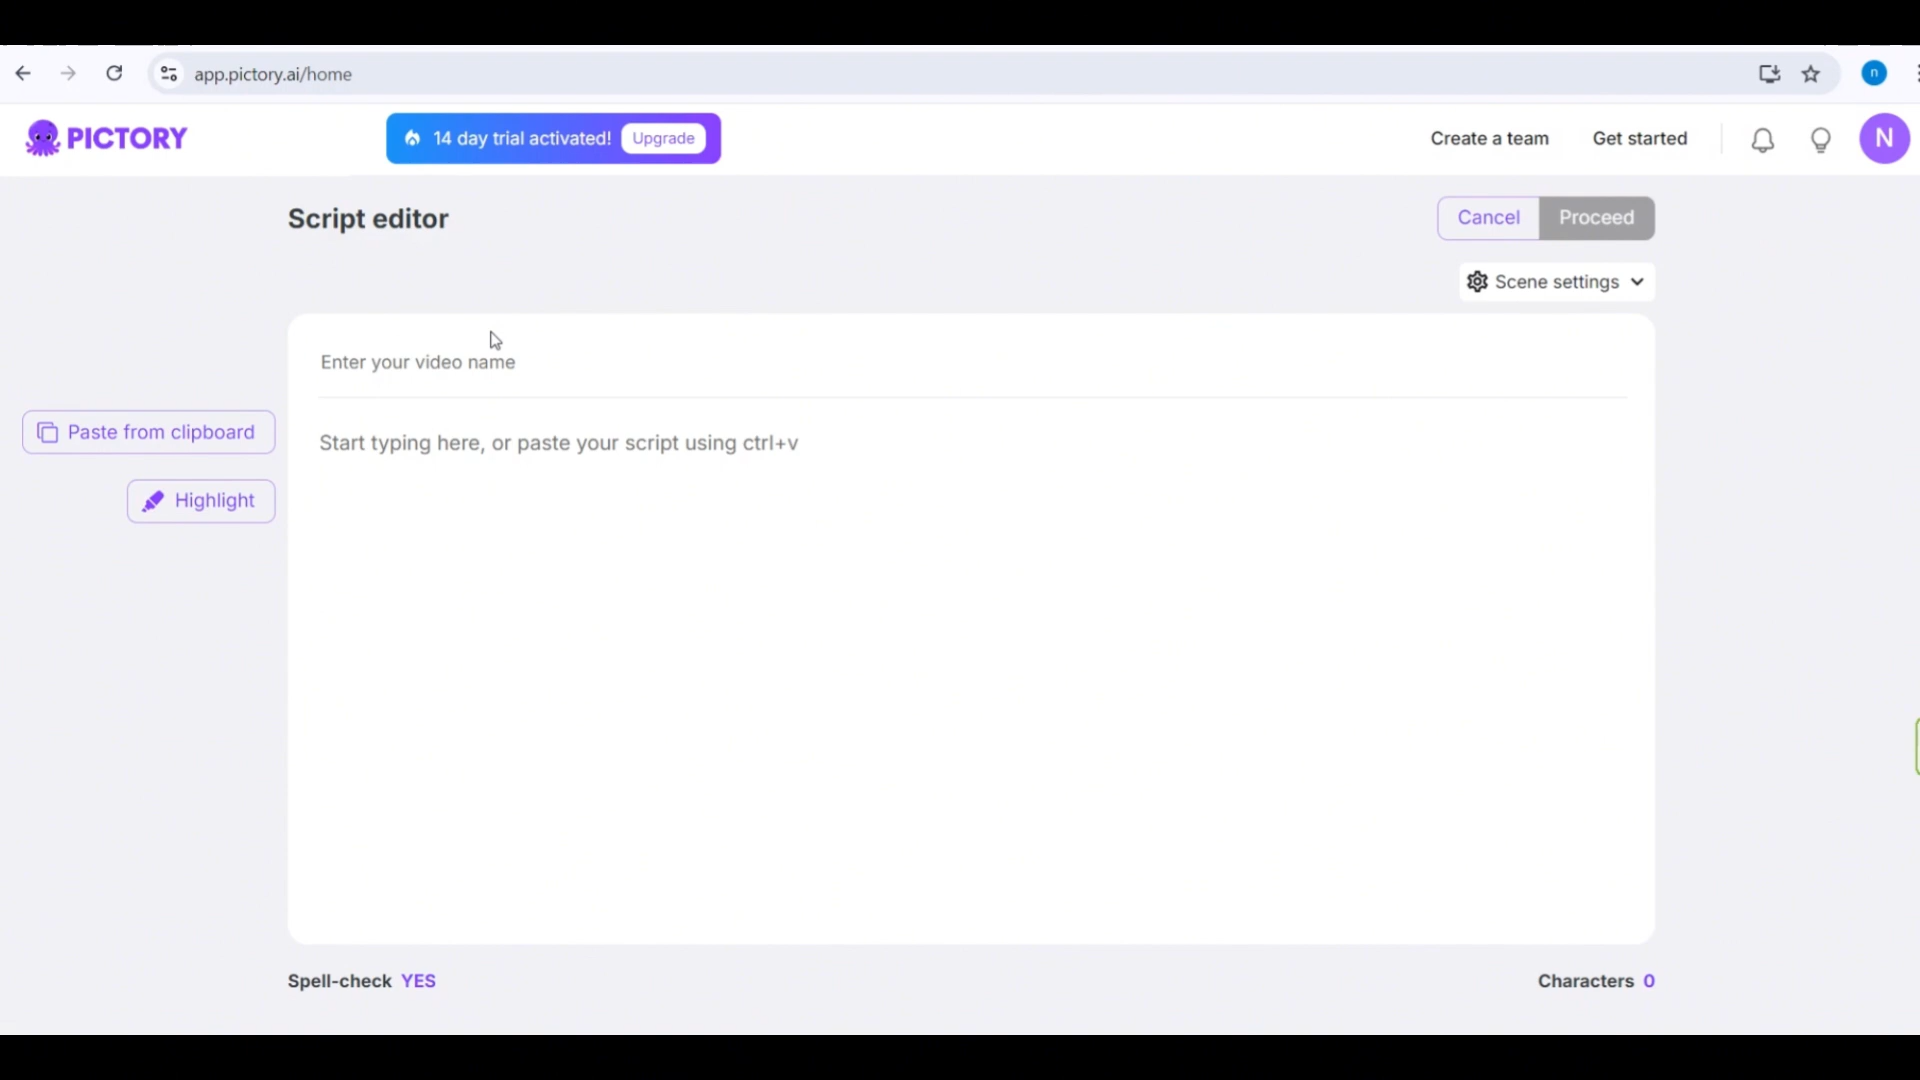 app.pictory.ai/home
n
PICTORY
14 day trial activated!
Upgrade
Create a team
Get started
N
Script editor
Cancel
Proceed
Scene settings
Enter your video name
Paste from clipboard
Start typing here, or paste your script using ctrl+v
Highlight
Spell-check YES
Characters 0